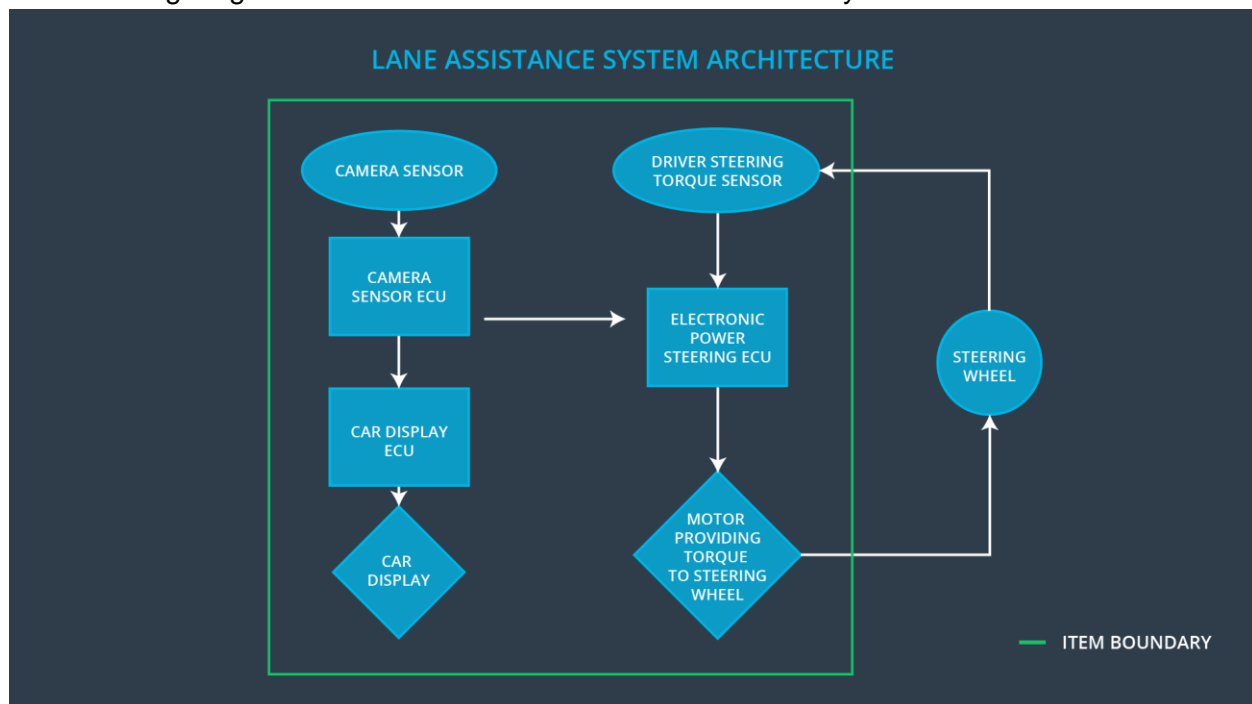 LANE ASSISTANCE SYSTEM ARCHITECTURE
CAMERA SENSOR
CAMERA
SENSOR ECU
CAR DISPLAY
ECU
CAR
DISPLAY
DRIVER STEERING
TORQUE SENSOR
ELECTRONIC
POWER
STEERING ECU
MOTOR
PROVIDING
TORQUE
TO STEERING
WHEEL
STEERING
WHEEL
ITEM BOUNDARY